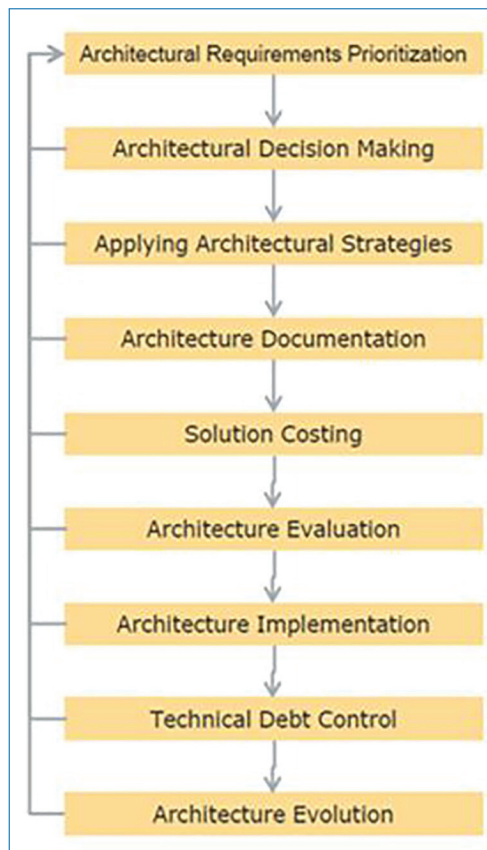 Architectural Requirements Prioritization
Architectural Decision Making
Applying Architectural Strategies
Architecture Documentation
Solution Costing
Architecture Evaluation
Architecture Implementation
Technical Debt Control
Architecture Evolution